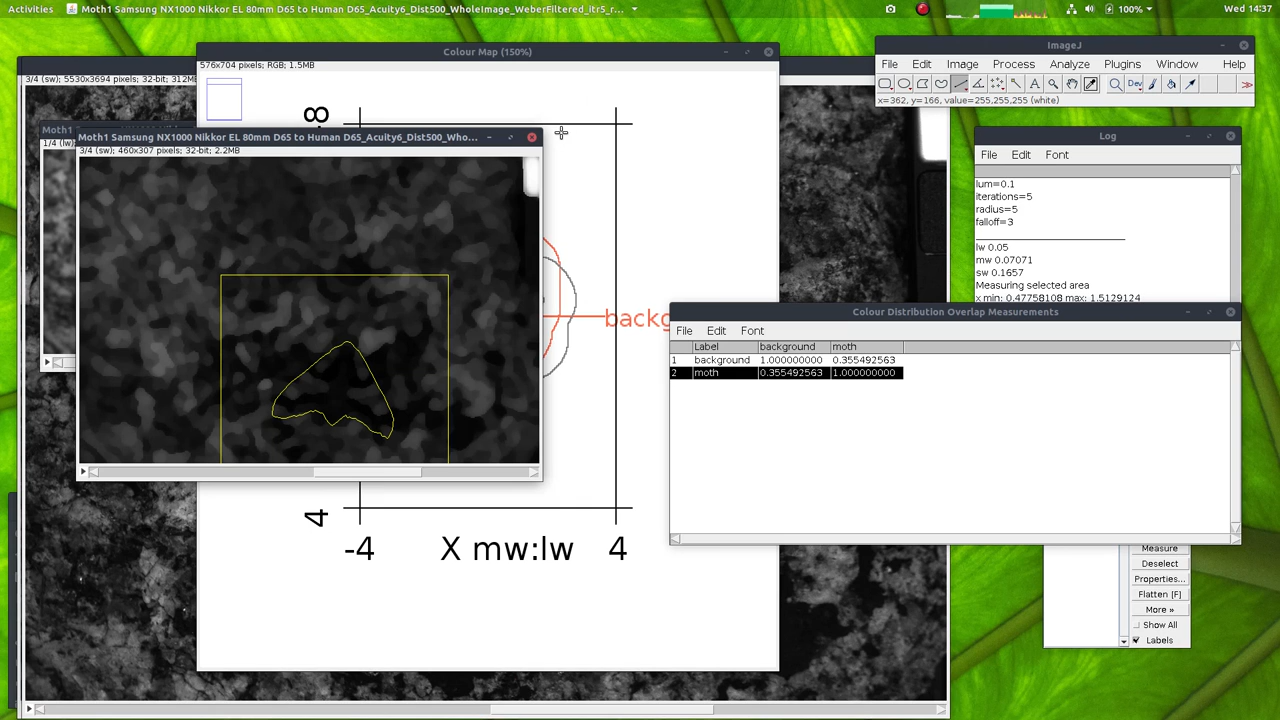 Activities
Moth1 Samsung NX1000 Nikkor EL 80mm D65 to Human D65_Acuity6_Dist500_WholeImage_WeberFiltered_Itr5_r...
100%
Wed 14:37
Colour Map (150%)
576x704 pixels; RGB; 1.5MB
3/4 (sw); 5530x3694 pixels; 32-bit; 312MB
8
Moth1
1/4 (lw);
Moth1 Samsung NX1000 Nikkor EL 80mm D65 to Human D65_Acuity6_Dist500_Who...
3/4 (sw); 460x307 pixels; 32-bit; 2.2MB
backg
4
-4 X mw:lw 4
ImageJ
File Edit Image Process Analyze Plugins Window Help
Dev
x=362, y=166, value=255,255,255 (white)
Log
File Edit Font
lum=0.1
iterations=5
radius=5
falloff=3
lw 0.05
mw 0.07071
sw 0.1657
Measuring selected area
x min: 0.47758108 max: 1.5129124
Colour Distribution Overlap Measurements
File Edit Font
Label background moth
1 background 1.000000000 0.355492563
2 moth 0.355492563 1.000000000
Measure
Deselect
Properties...
Flatten [F]
More »
Show All
Labels